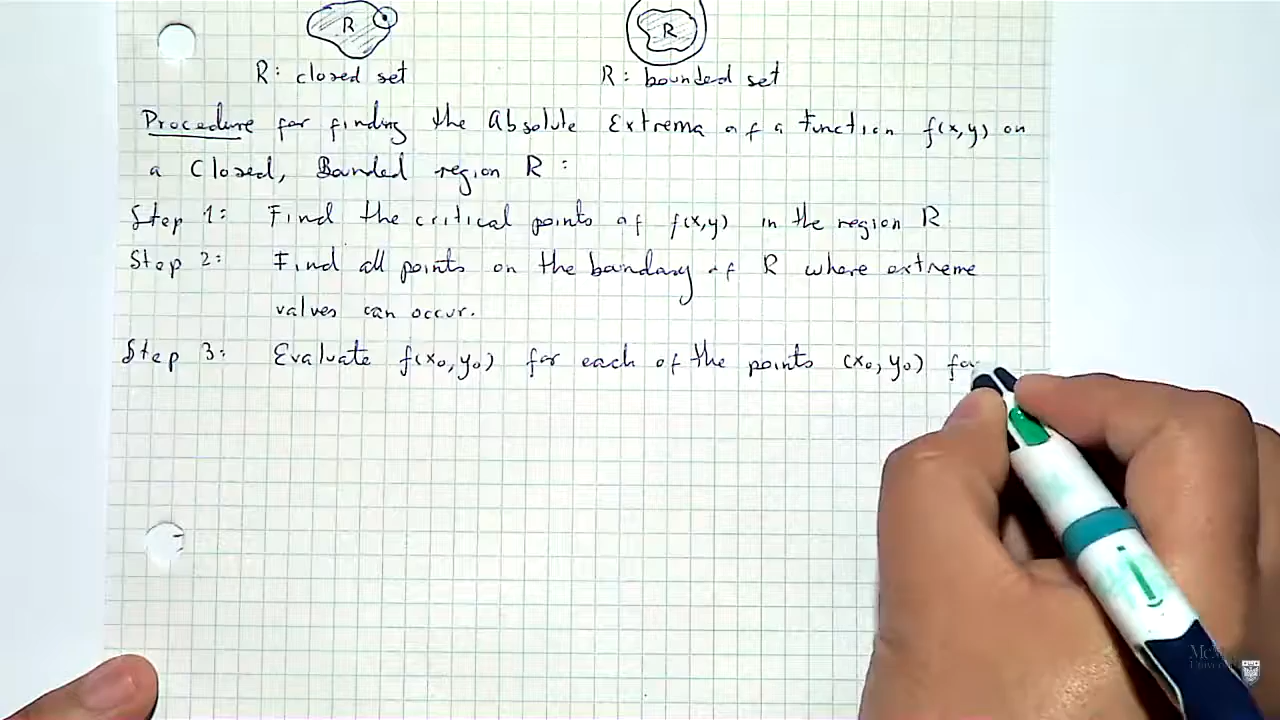 R
R
R: closed set
R: bounded set
Procedure for finding the Absolute Extrema of a function f(x,y) on
a Closed, Bounded region R:
Step 1: Find the critical points of f(x,y) in the region R
Step 2: Find all points on the boundary of R where extreme
values can occur.
Step 3: Evaluate f(x₀,y₀) for each of the points (x₀,y₀) fo